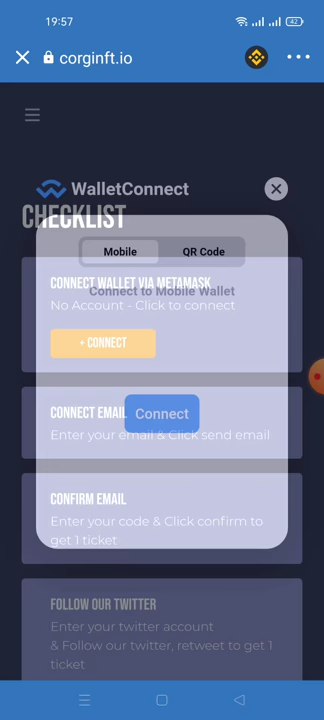 19:57
42
corginft.io
WalletConnect
CHECKLIST
Mobile
QR Code
CONNECT WALLET VIA METAMASK
Connect to Mobile Wallet
No Account - Click to connect
+ CONNECT
CONNECT EMAIL
Connect
Enter your email & Click send email
CONFIRM EMAIL
Enter your code & Click confirm to
get 1 ticket
FOLLOW OUR TWITTER
Enter your twitter account
& Follow our twitter, retweet to get 1
ticket